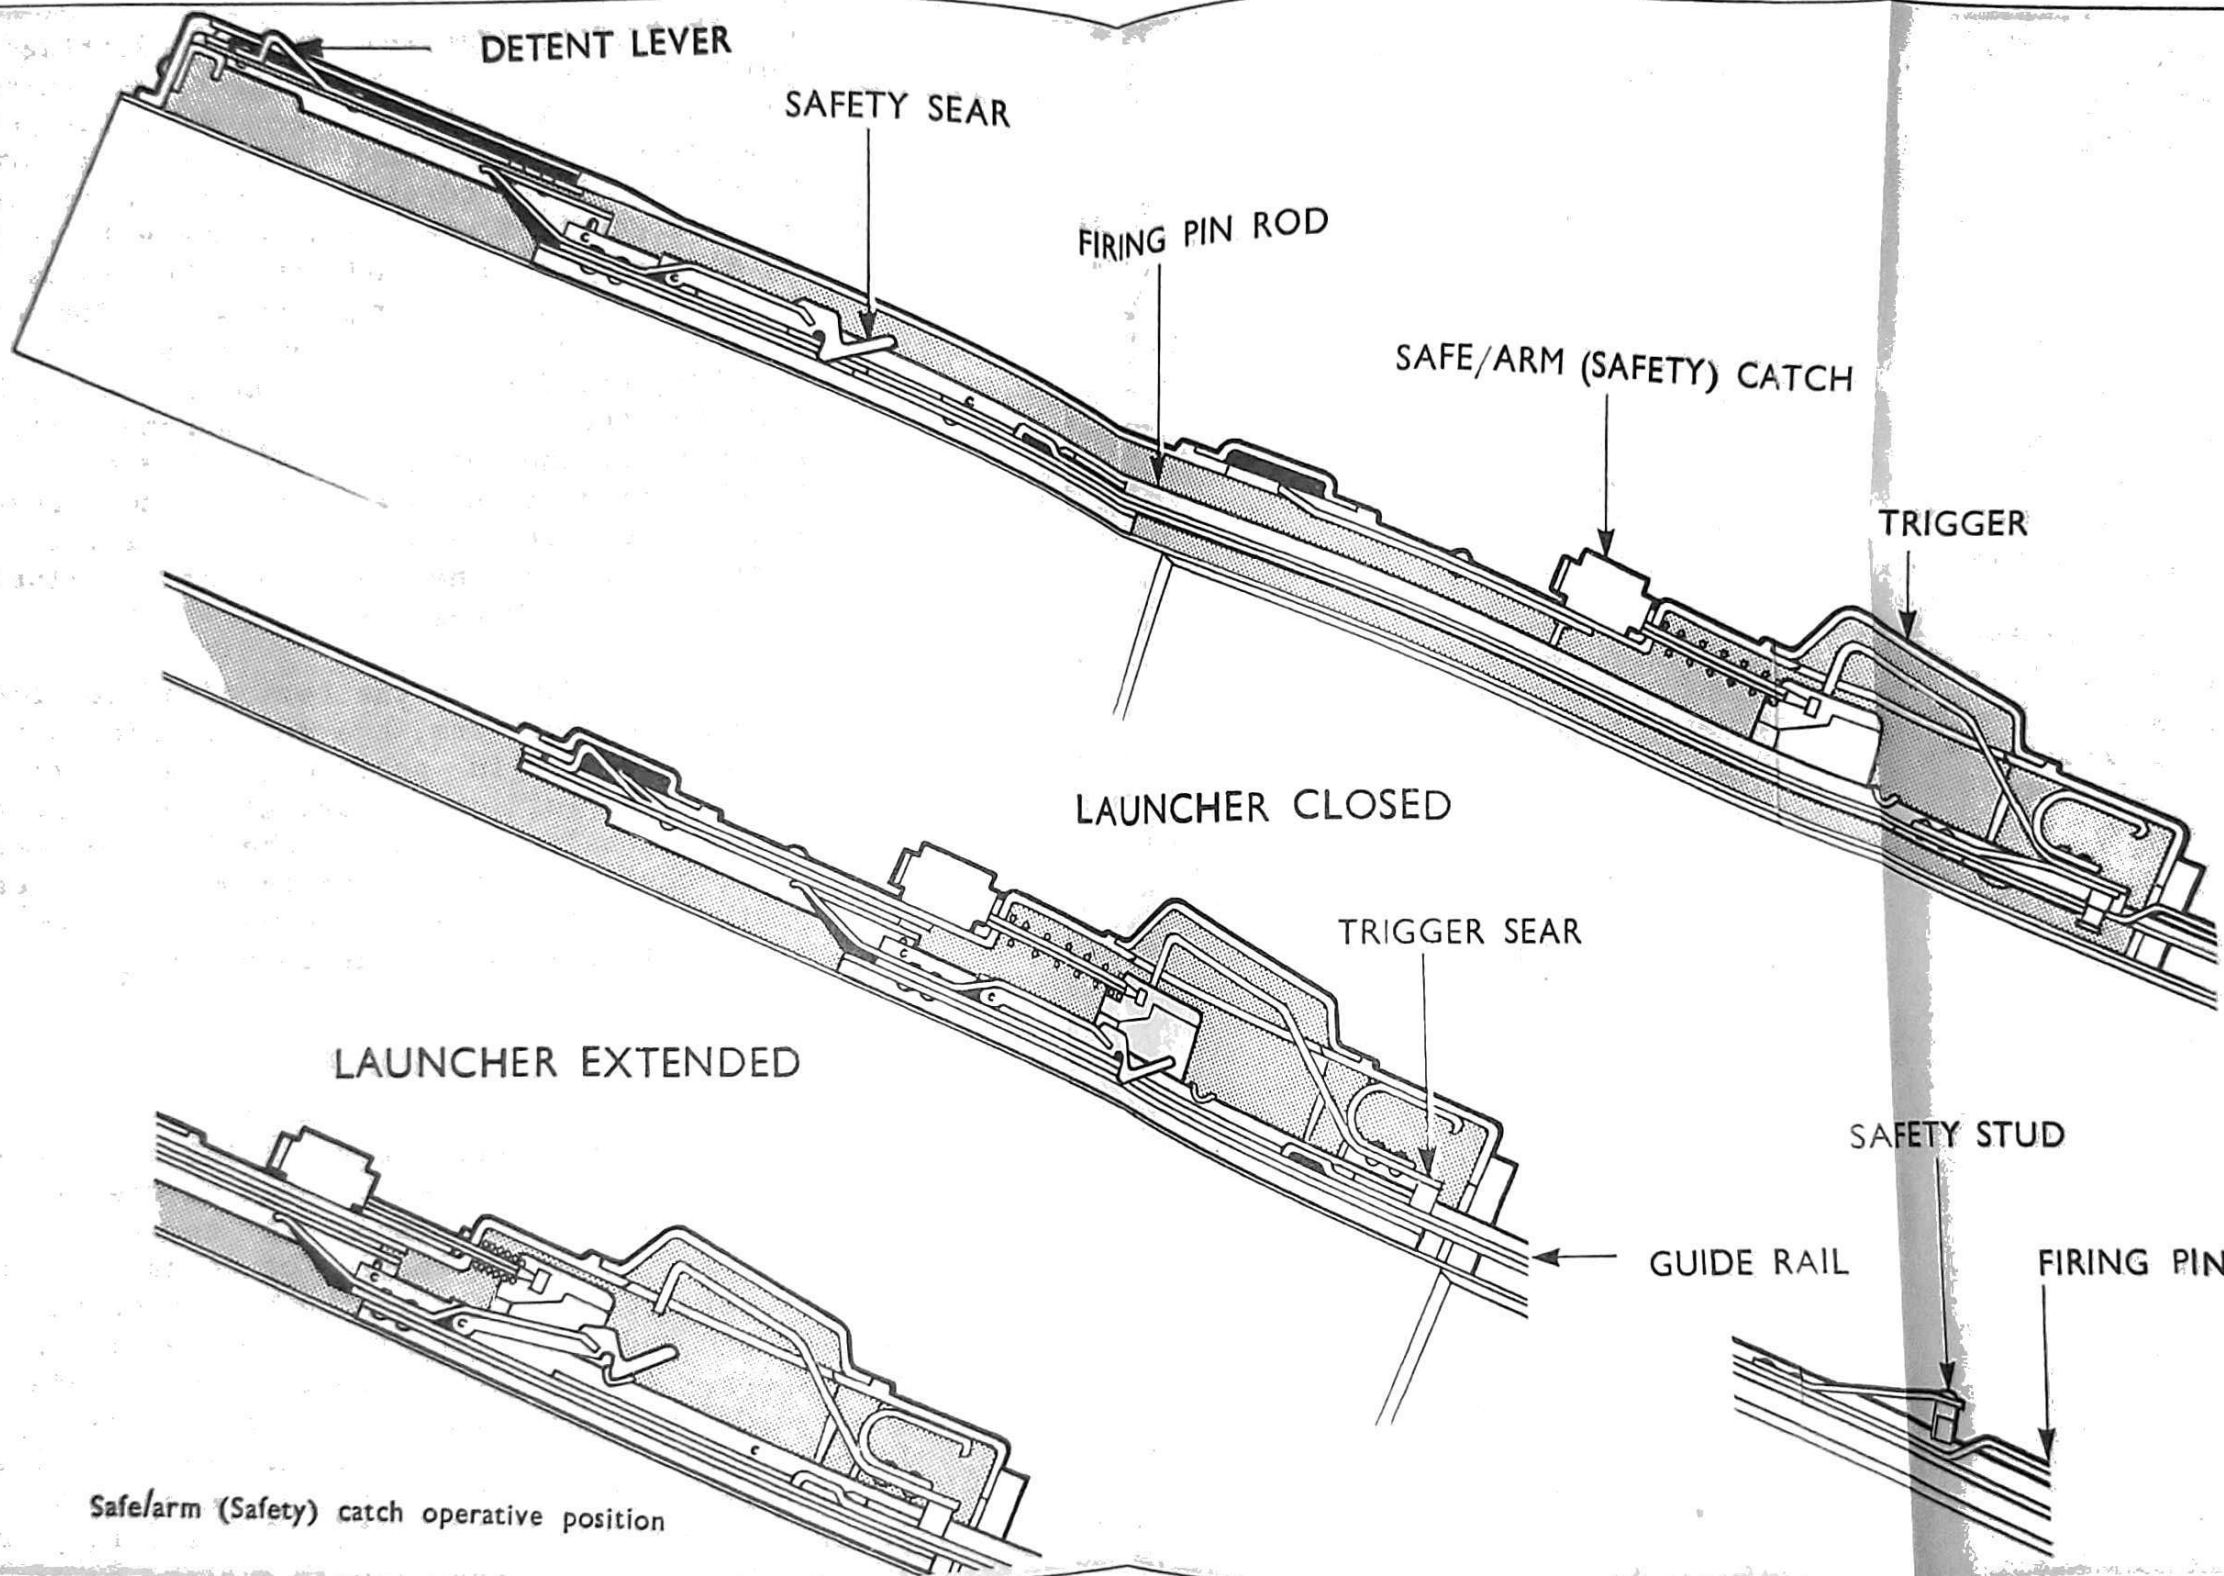 DETENT LEVER
SAFETY SEAR
FIRING PIN ROD
SAFE/ARM (SAFETY) CATCH
TRIGGER
LAUNCHER CLOSED
TRIGGER SEAR
LAUNCHER EXTENDED
SAFETY STUD
GUIDE RAIL
FIRING PIN
Safe/arm (Safety) catch operative position